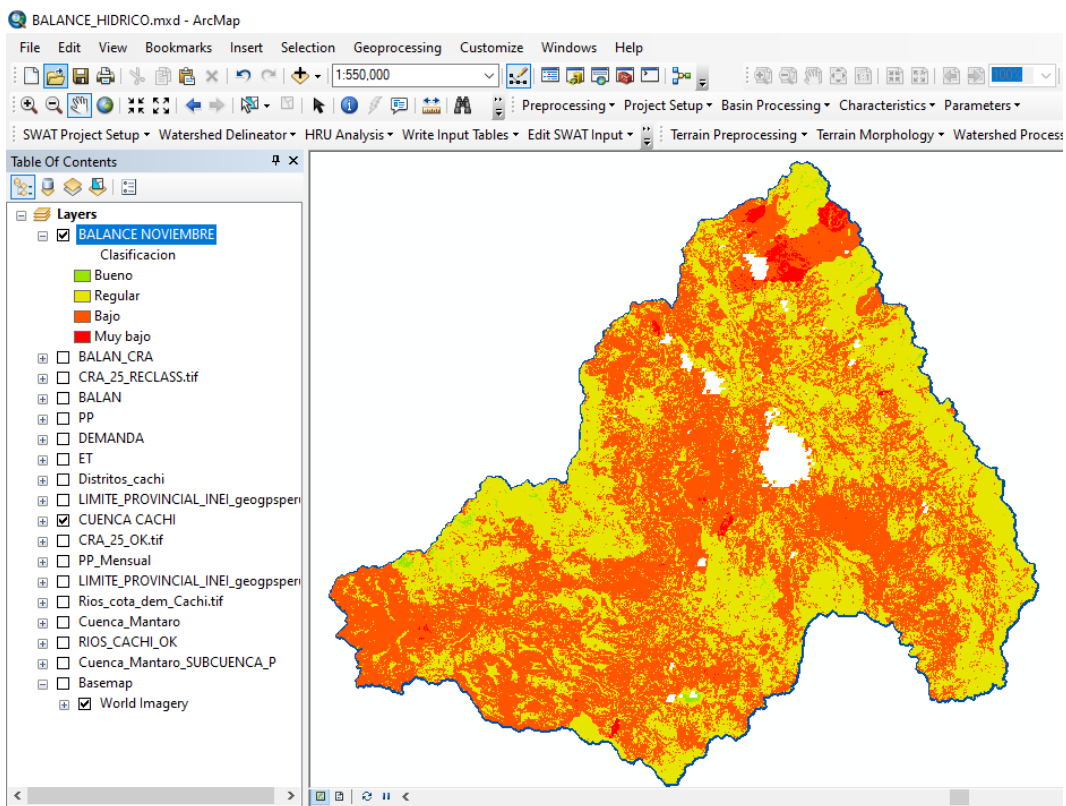 BALANCE_HIDRICO.mxd - ArcMap
File Edit View Bookmarks Insert Selection Geoprocessing Customize Windows Help
1:550,000 100%
Preprocessing Project Setup Basin Processing Characteristics Parameters
SWAT Project Setup Watershed Delineator HRU Analysis Write Input Tables Edit SWAT Input Terrain Preprocessing Terrain Morphology Watershed Process
Table Of Contents
Layers
BALANCE NOVIEMBRE
Clasificacion
Bueno
Regular
Bajo
Muy bajo
BALAN_CRA
CRA_25_RECLASS.tif
BALAN
PP
DEMANDA
ET
Distritos_cachi
LIMITE_PROVINCIAL_INEI_geogpsperu
CUENCA CACHI
CRA_25_OK.tif
PP_Mensual
LIMITE_PROVINCIAL_INEI_geogpsperu
Rios_cota_dem_Cachi.tif
Cuenca_Mantaro
RIOS_CACHI_OK
Cuenca_Mantaro_SUBCUENCA_P
Basemap
World Imagery